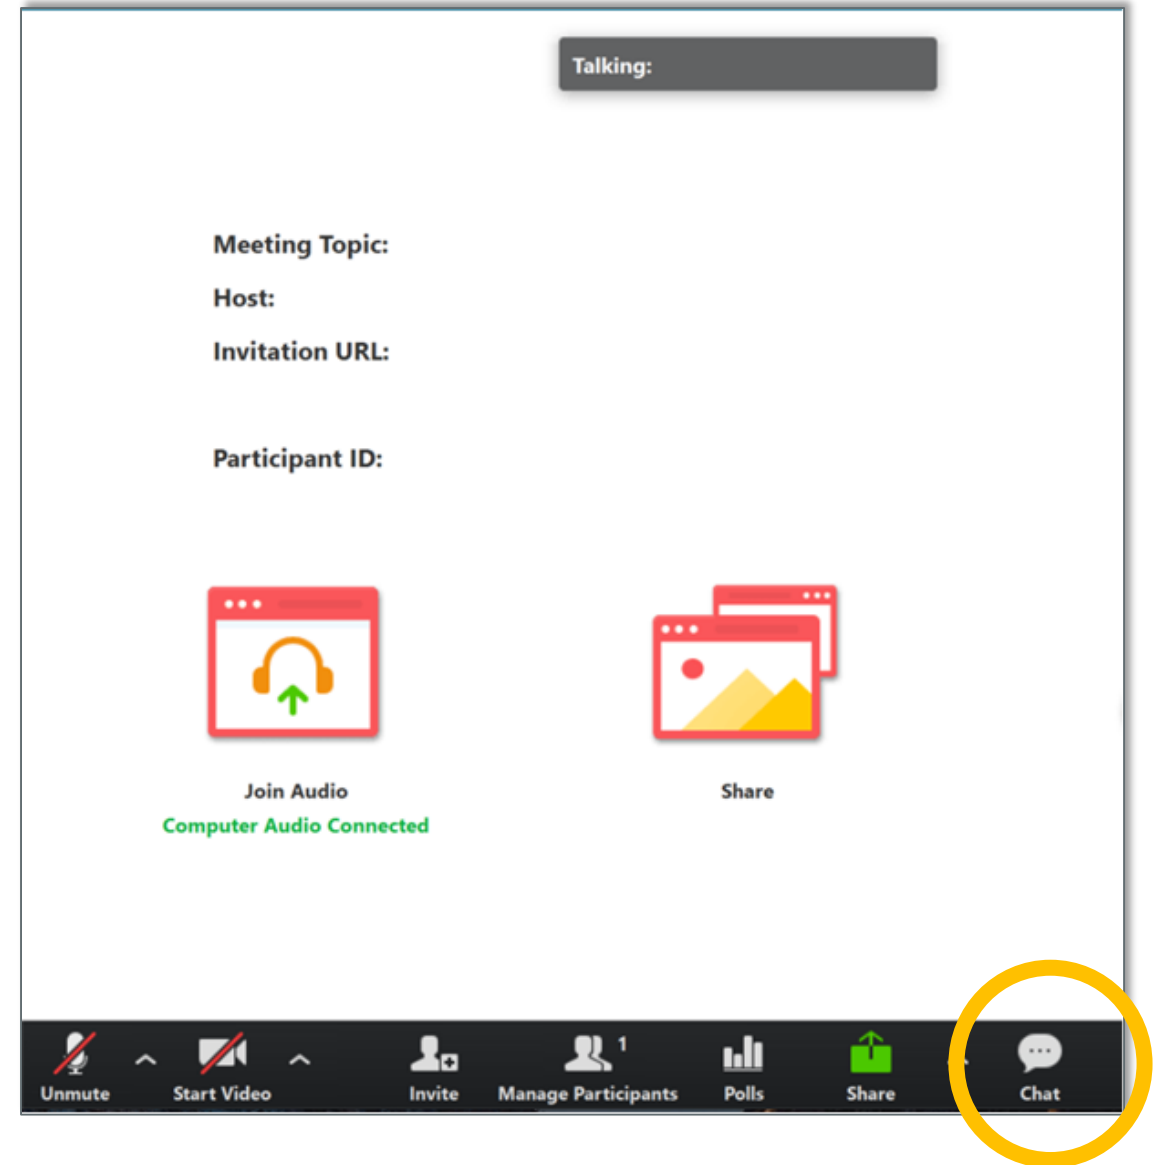 Talking:
Meeting Topic:
Host:
Invitation URL:
Participant ID:
Join Audio
Share
Computer Audio Connected
1
Unmute
Start Video
Invite
Manage Participants
Polls
Share
Chat